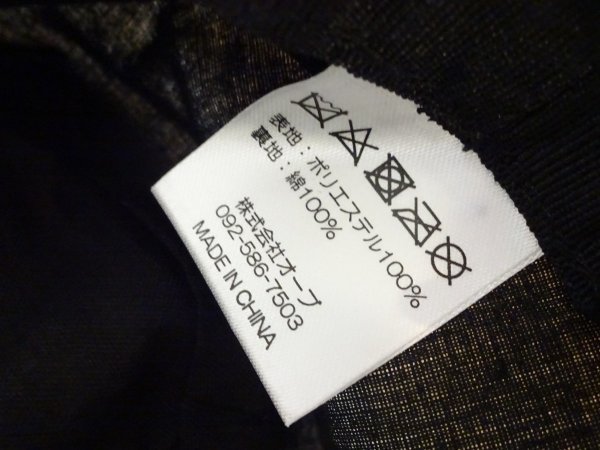 表地：ポリエステル100%
裏地：綿100%
株式会社オーブ
092-586-7503
MADE IN CHINA